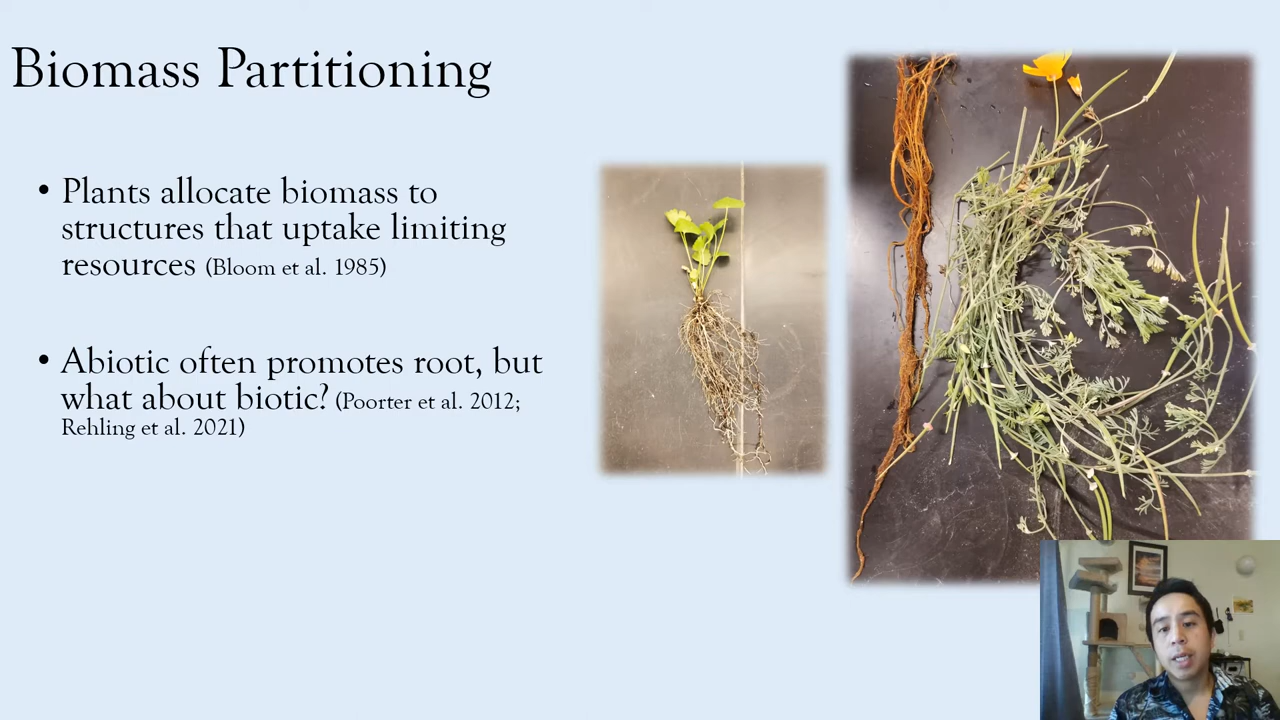 Biomass Partitioning
• Plants allocate biomass to
structures that uptake limiting
resources (Bloom et al. 1985)
• Abiotic often promotes root, but
what about biotic? (Poorter et al. 2012;
Rehling et al. 2021)